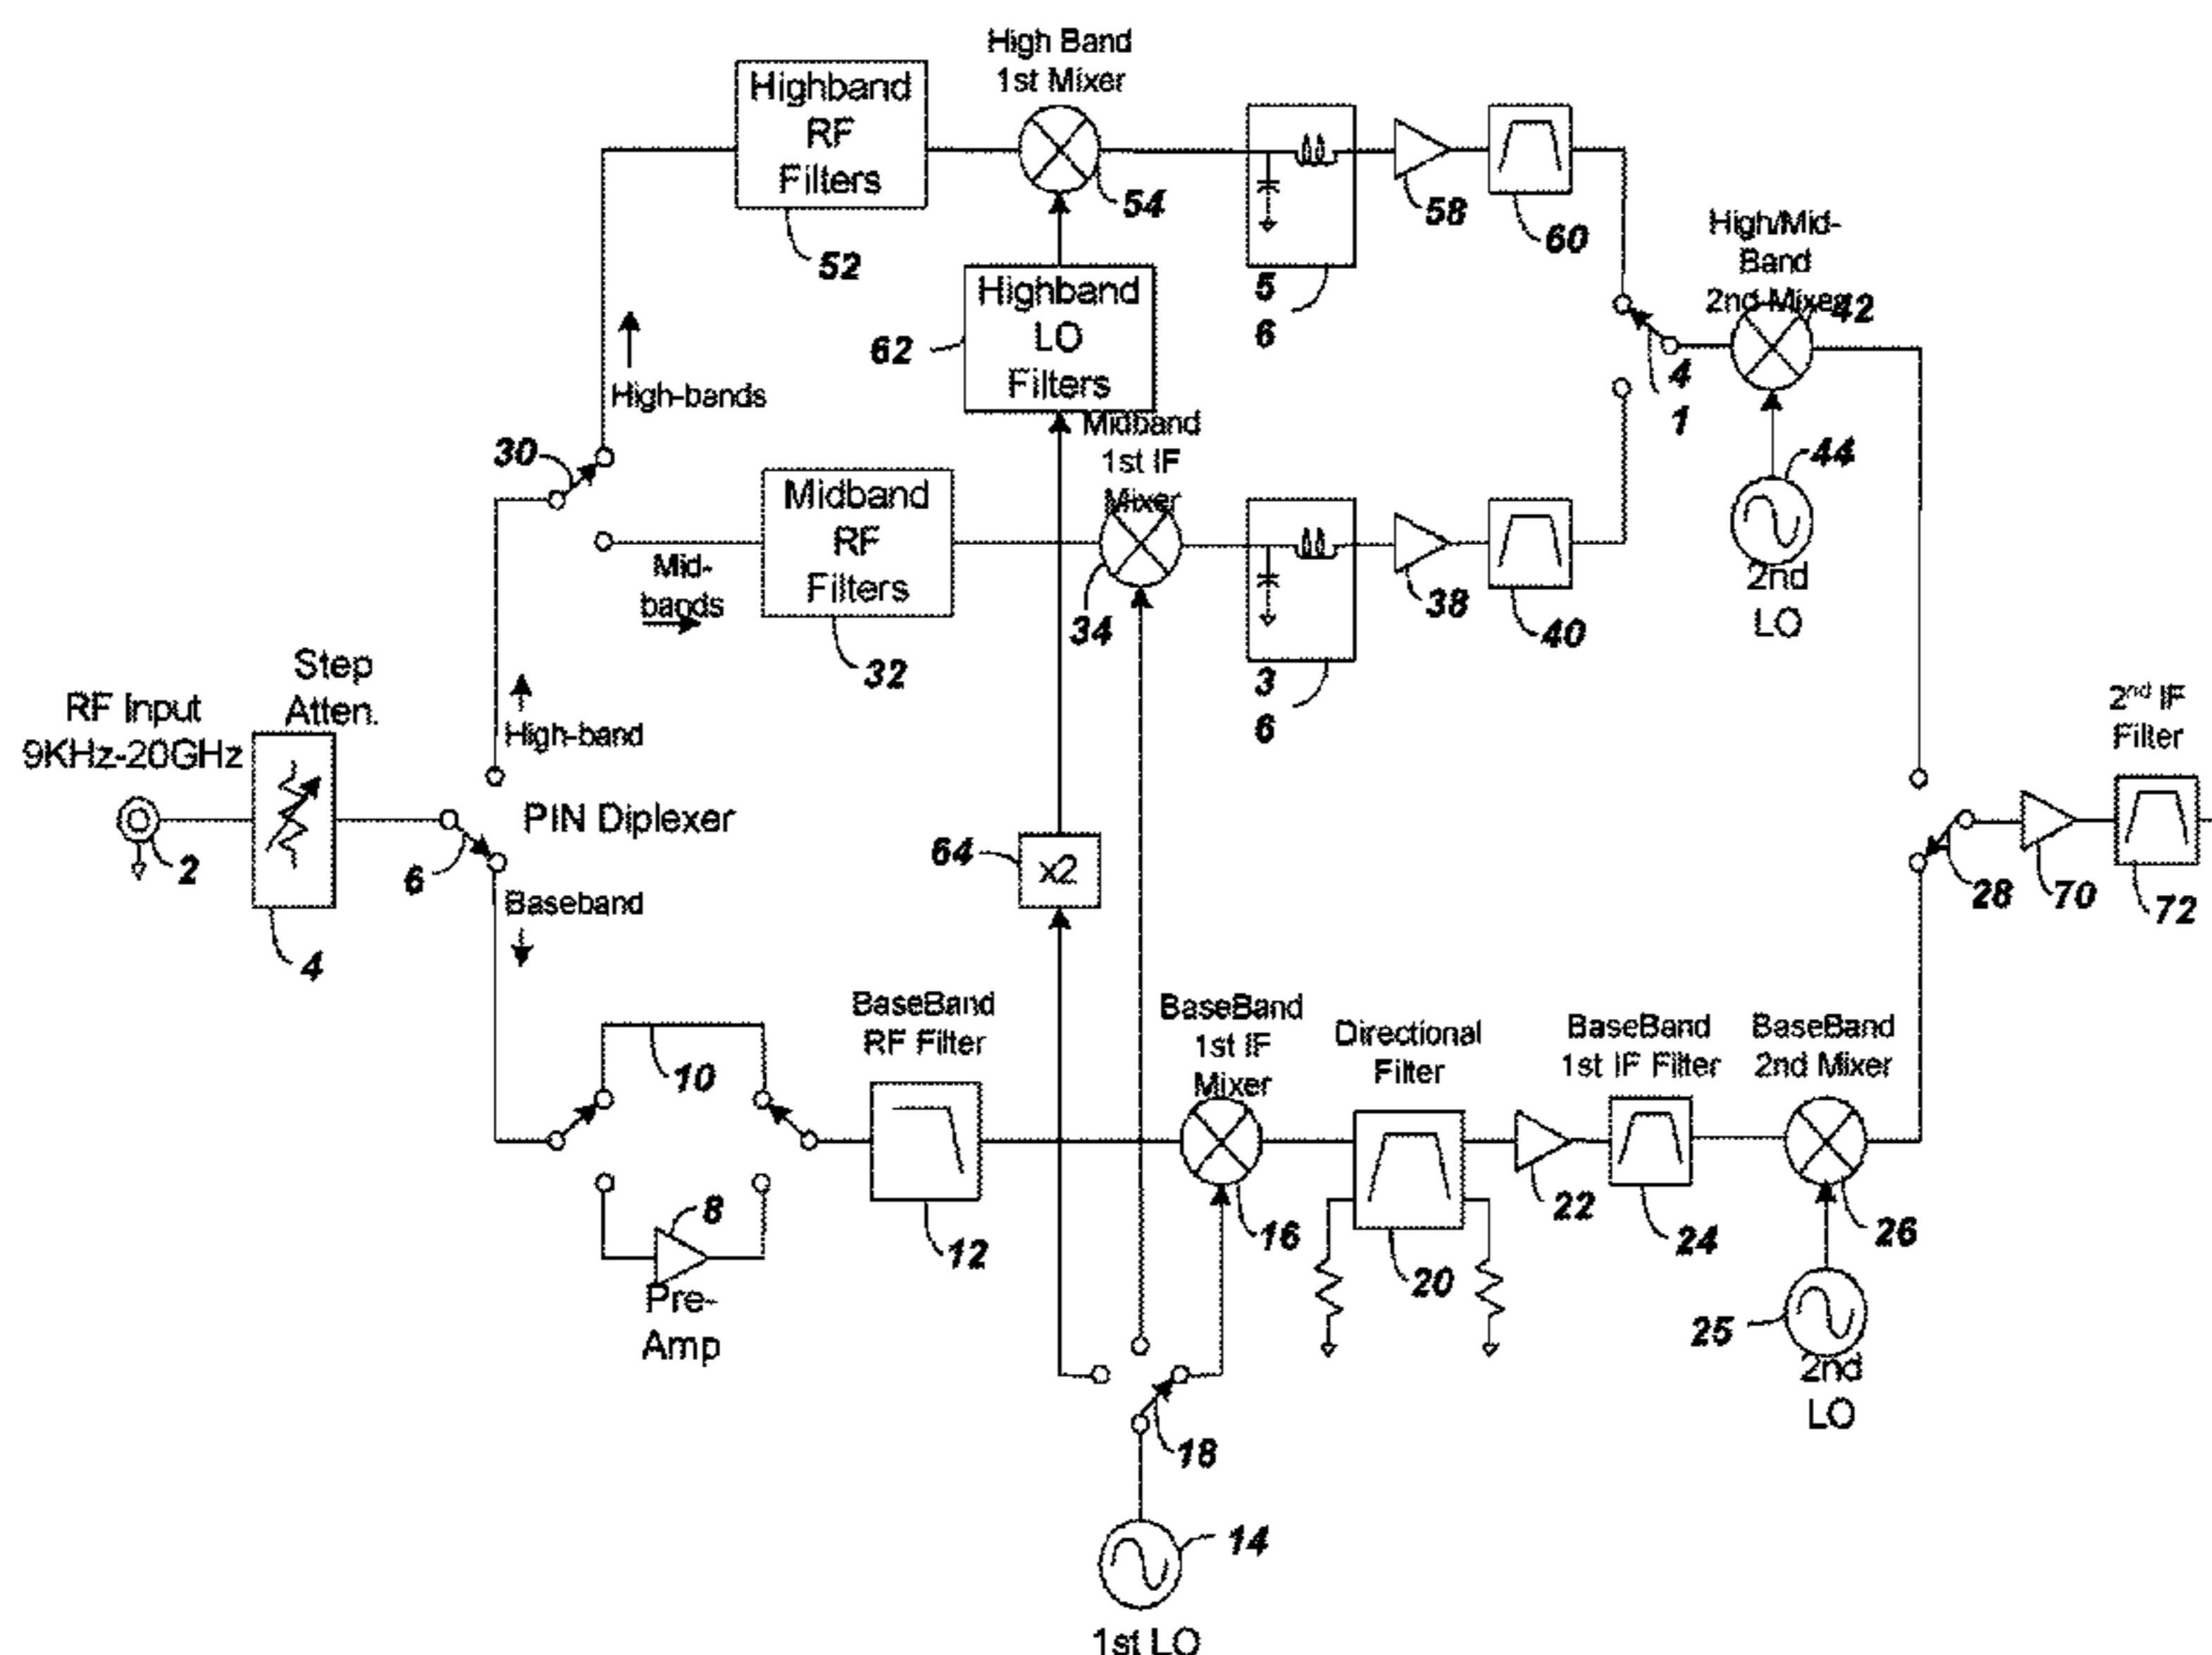 High Band
1st Mixer
Highband
RF
Filters
52
54
58
60
High/Mid-
Band
2nd Mixer
42
5
6
Highband
LO
Filters
62
4
1
High-bands
30
Midband
1st IF
Mixer
44
2nd
LO
Midband
RF
Filters
Mid-
bands
32
34
38
40
3
6
Step
Atten.
RF Input
9KHz-20GHz
High-band
2nd IF
Filter
PIN Diplexer
2
6
4
Baseband
64
x2
28
70
72
BaseBand
RF Filter
BaseBand
1st IF
Mixer
Directional
Filter
BaseBand
1st IF Filter
BaseBand
2nd Mixer
10
8
Pre-
Amp
12
16
20
22
24
26
25
2nd
LO
18
14
1st LO